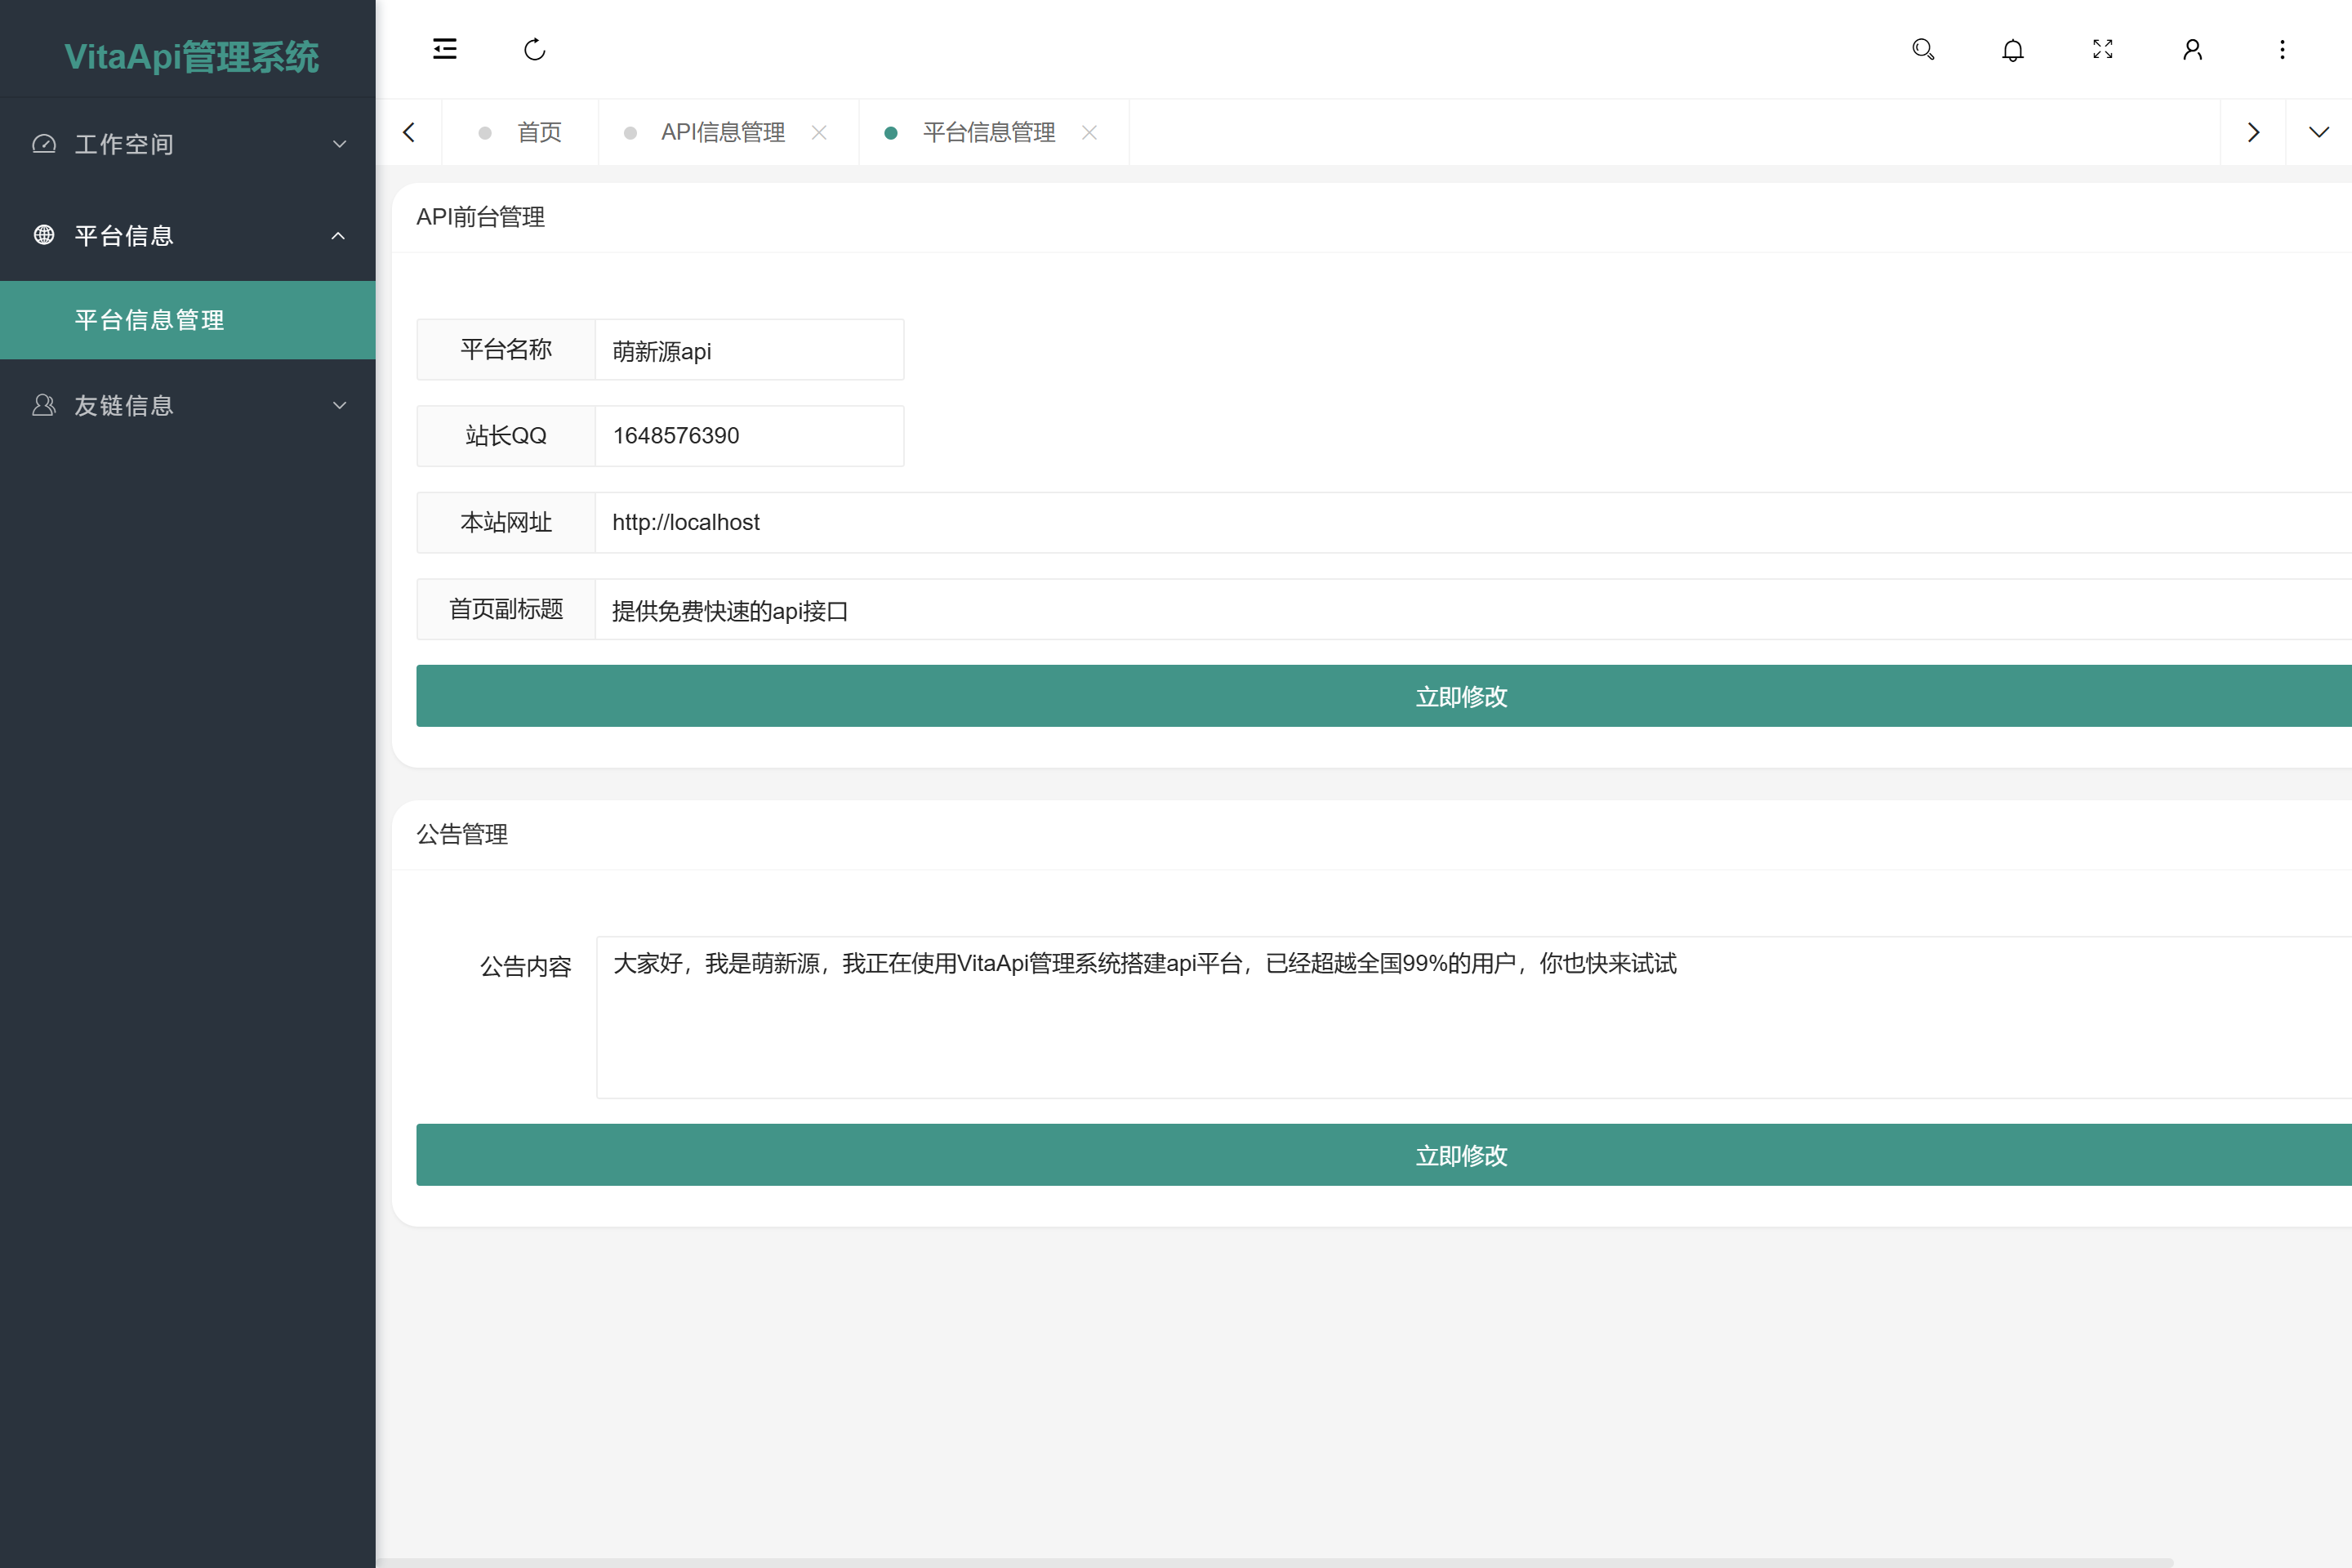 VitaApi管理系统
工作空间
平台信息
平台信息管理
友链信息
首页
API信息管理
平台信息管理
API前台管理
平台名称
萌新源api
站长QQ
1648576390
本站网址
http://localhost
首页副标题
提供免费快速的api接口
立即修改
公告管理
公告内容
大家好，我是萌新源，我正在使用VitaApi管理系统搭建api平台，已经超越全国99%的用户，你也快来试试
立即修改